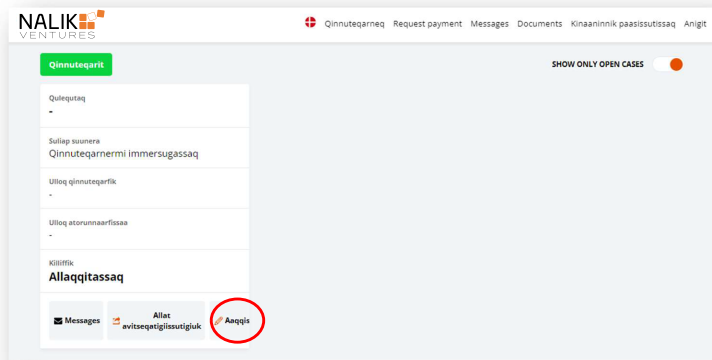 NALIK
VENTURES
Qinnuteqarneq Request payment Messages Documents Kinaaninnik paasissutissaq Anigit
Qinnuteqarit
SHOW ONLY OPEN CASES
Qulequtaq
-
Suliap suunera
Qinnuteqarnermi immersugassaq
Ulloq qinnuteqarfik
-
Ulloq atorunnaarfissaa
-
Killiffik
Allaqqitassaq
Messages
Allat
avitseqatigiissutigiuk
Aaqqis